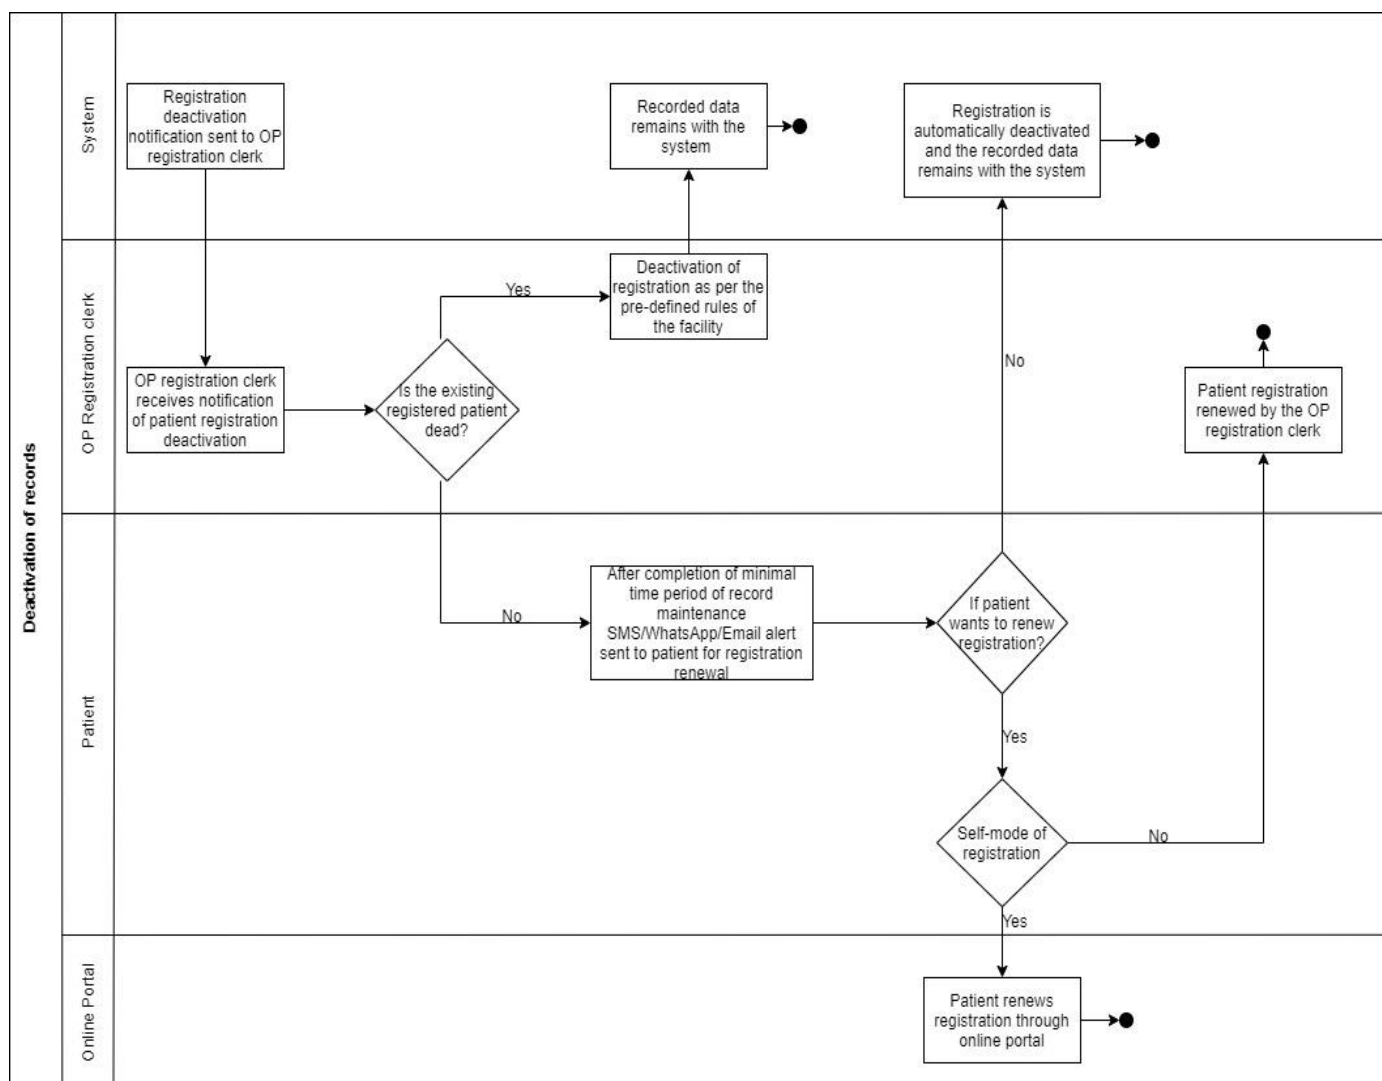 Deactivation of records
System
Registration
deactivation
notification sent to OP
registration clerk
Recorded data
remains with the
system
Registration is
automatically deactivated
and the recorded data
remains with the system
OP Registration clerk
OP registration clerk
receives notification
of patient registration
deactivation
Is the existing
registered patient
dead?
Yes
Deactivation of
registration as per the
pre-defined rules of
the facility
No
Patient registration
renewed by the OP
registration clerk
Patient
No
After completion of minimal
time period of record
maintenance
SMS/WhatsApp/Email alert
sent to patient for registration
renewal
If patient
wants to renew
registration?
Yes
Self-mode of
registration
No
Yes
Online Portal
Patient renews
registration through
online portal